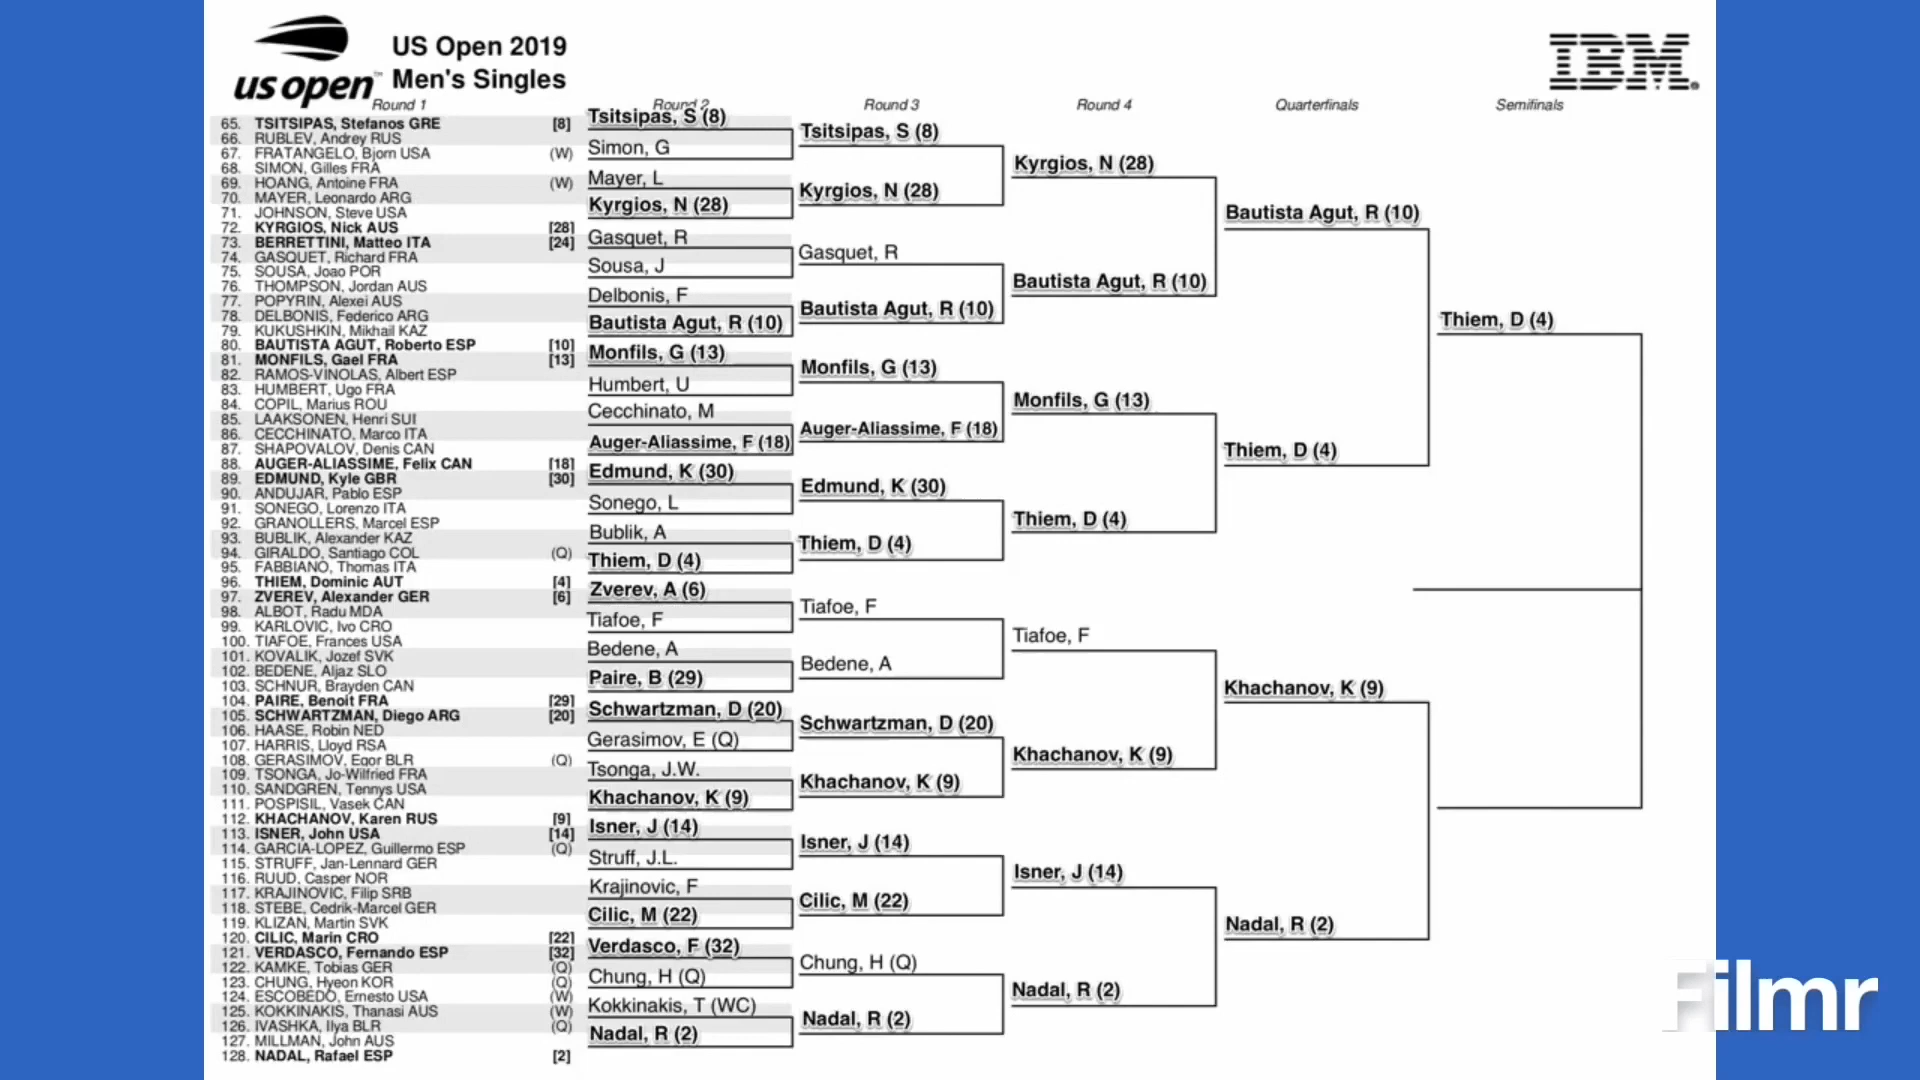 US Open 2019
Men's Singles
us open™
IBM®
Round 1
Round 2
Round 3
Round 4
Quarterfinals
Semifinals
65. TSITSIPAS, Stefanos GRE [8]
66. RUBLEV, Andrey RUS
67. FRATANGELO, Bjorn USA (W)
68. SIMON, Gilles FRA
69. HOANG, Antoine FRA (W)
70. MAYER, Leonardo ARG
71. JOHNSON, Steve USA
72. KYRGIOS, Nick AUS [28]
73. BERRETTINI, Matteo ITA [24]
74. GASQUET, Richard FRA
75. SOUSA, Joao POR
76. THOMPSON, Jordan AUS
77. POPYRIN, Alexei AUS
78. DELBONIS, Federico ARG
79. KUKUSHKIN, Mikhail KAZ
80. BAUTISTA AGUT, Roberto ESP [10]
81. MONFILS, Gael FRA [13]
82. RAMOS-VINOLAS, Albert ESP
83. HUMBERT, Ugo FRA
84. COPIL, Marius ROU
85. LAAKSONEN, Henri SUI
86. CECCHINATO, Marco ITA
87. SHAPOVALOV, Denis CAN
88. AUGER-ALIASSIME, Felix CAN [18]
89. EDMUND, Kyle GBR [30]
90. ANDUJAR, Pablo ESP
91. SONEGO, Lorenzo ITA
92. GRANOLLERS, Marcel ESP
93. BUBLIK, Alexander KAZ
94. GIRALDO, Santiago COL (Q)
95. FABBIANO, Thomas ITA
96. THIEM, Dominic AUT [4]
97. ZVEREV, Alexander GER [6]
98. ALBOT, Radu MDA
99. KARLOVIC, Ivo CRO
100. TIAFOE, Frances USA
101. KOVALIK, Jozef SVK
102. BEDENE, Aljaz SLO
103. SCHNUR, Brayden CAN
104. PAIRE, Benoit FRA [29]
105. SCHWARTZMAN, Diego ARG [20]
106. HAASE, Robin NED
107. HARRIS, Lloyd RSA
108. GERASIMOV, Egor BLR (Q)
109. TSONGA, Jo-Wilfried FRA
110. SANDGREN, Tennys USA
111. POSPISIL, Vasek CAN
112. KHACHANOV, Karen RUS [9]
113. ISNER, John USA [14]
114. GARCIA-LOPEZ, Guillermo ESP (Q)
115. STRUFF, Jan-Lennard GER
116. RUUD, Casper NOR
117. KRAJINOVIC, Filip SRB
118. STEBE, Cedrik-Marcel GER
119. KLIZAN, Martin SVK
120. CILIC, Marin CRO [22]
121. VERDASCO, Fernando ESP [32]
122. KAMKE, Tobias GER (Q)
123. CHUNG, Hyeon KOR (Q)
124. ESCOBEDO, Ernesto USA (W)
125. KOKKINAKIS, Thanasi AUS (W)
126. IVASHKA, Ilya BLR (Q)
127. MILLMAN, John AUS
128. NADAL, Rafael ESP [2]
Tsitsipas, S (8)
Simon, G
Mayer, L
Kyrgios, N (28)
Gasquet, R
Sousa, J
Delbonis, F
Bautista Agut, R (10)
Monfils, G (13)
Humbert, U
Cecchinato, M
Auger-Aliassime, F (18)
Edmund, K (30)
Sonego, L
Bublik, A
Thiem, D (4)
Zverev, A (6)
Tiafoe, F
Bedene, A
Paire, B (29)
Schwartzman, D (20)
Gerasimov, E (Q)
Tsonga, J.W.
Khachanov, K (9)
Isner, J (14)
Struff, J.L.
Krajinovic, F
Cilic, M (22)
Verdasco, F (32)
Chung, H (Q)
Kokkinakis, T (WC)
Nadal, R (2)
Tsitsipas, S (8)
Kyrgios, N (28)
Gasquet, R
Bautista Agut, R (10)
Monfils, G (13)
Auger-Aliassime, F (18)
Edmund, K (30)
Thiem, D (4)
Tiafoe, F
Bedene, A
Schwartzman, D (20)
Khachanov, K (9)
Isner, J (14)
Cilic, M (22)
Chung, H (Q)
Nadal, R (2)
Kyrgios, N (28)
Bautista Agut, R (10)
Monfils, G (13)
Thiem, D (4)
Tiafoe, F
Khachanov, K (9)
Isner, J (14)
Nadal, R (2)
Bautista Agut, R (10)
Thiem, D (4)
Khachanov, K (9)
Nadal, R (2)
Thiem, D (4)
Filmr